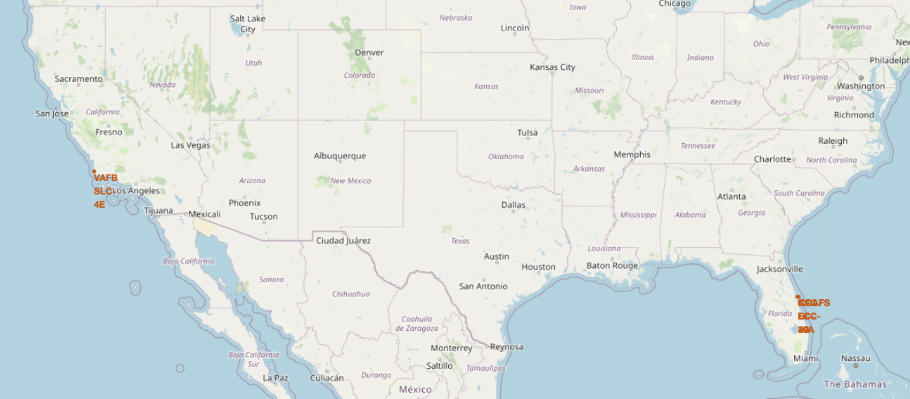 Chicago
Iowa
Nebraska
Salt Lake
City
Lincoln
Pennsylvania
Ohio
Denver
Illinois
Indiana
Utah
Philadelph
Kansas City
Colorado
Sacramento
Nevada
West Virginia
Washington
Kansas
Missouri
Virginia
Kentucky
San Jose
California
Richmond
Fresno
Tulsa
Las Vegas
Raleigh
Tennessee
Albuquerque
Oklahoma
Memphis
Charlotte
North Carolina
Arkansas
VAFB
SLC-
4E
Arizona
New Mexico
Los Angeles
South Carolina
Atlanta
Phoenix
Dallas
Tijuana
Mexicali
Tucson
Mississippi
Alabama
Georgia
Ciudad Juárez
Texas
Louisiana
Austin
Baja California
Houston
Baton Rouge
Jacksonville
Sonora
San Antonio
Chihuahua
Florida
Coahuila
de Zaragoza
Monterrey
Reynosa
Baja California
Sur
Saltillo
Miami
Nassau
Durango
Tamaulipas
La Paz
Culiacán
The Bahamas
México